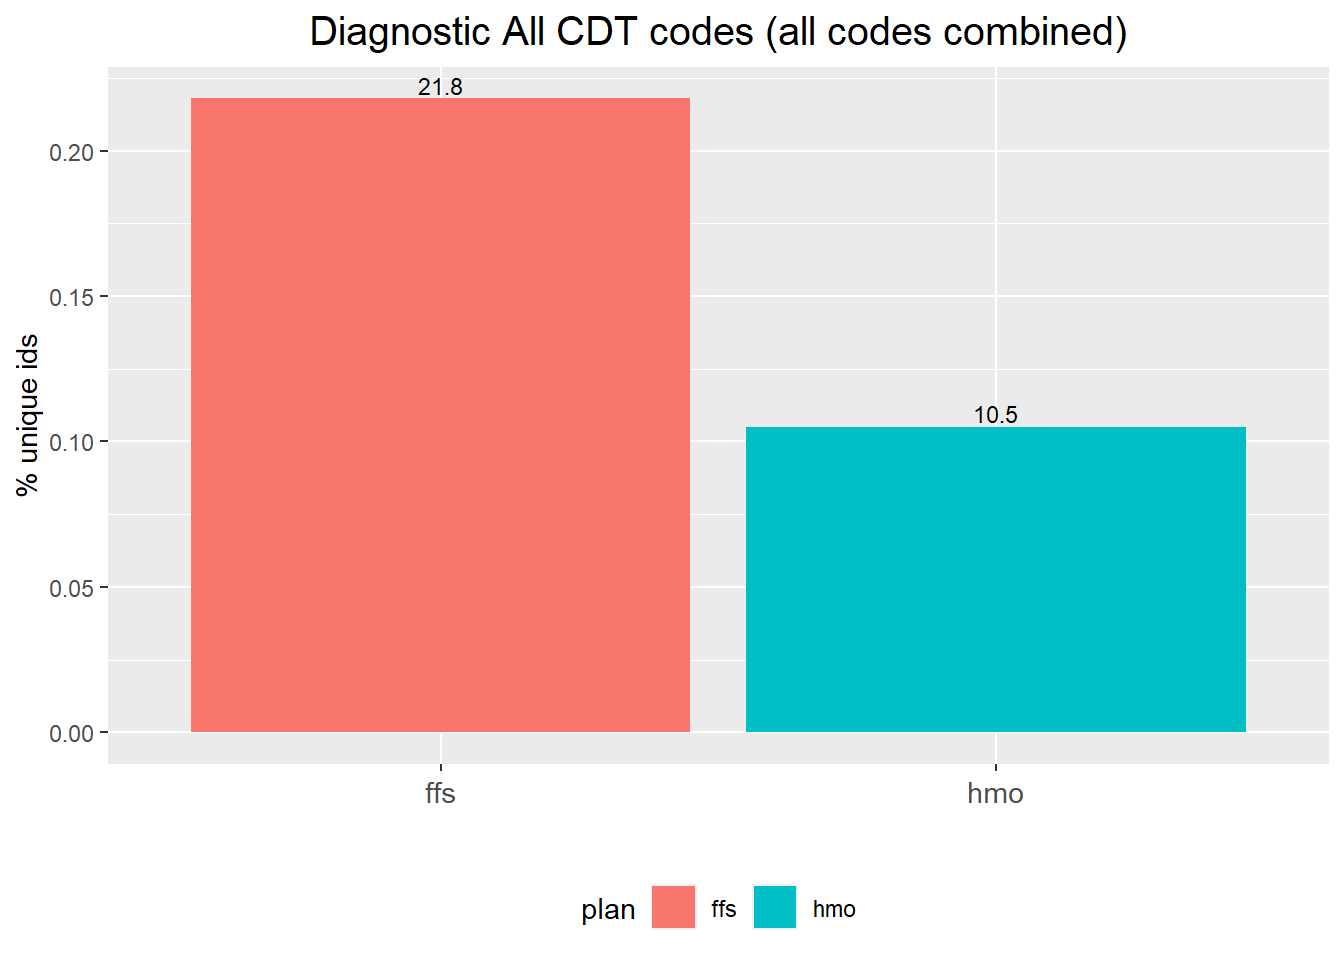 Diagnostic All CDT codes (all codes combined)
21.8
0.20
0.15
10.5
0.10
0.05
0.00
% unique ids
ffs hmo
plan ffs hmo